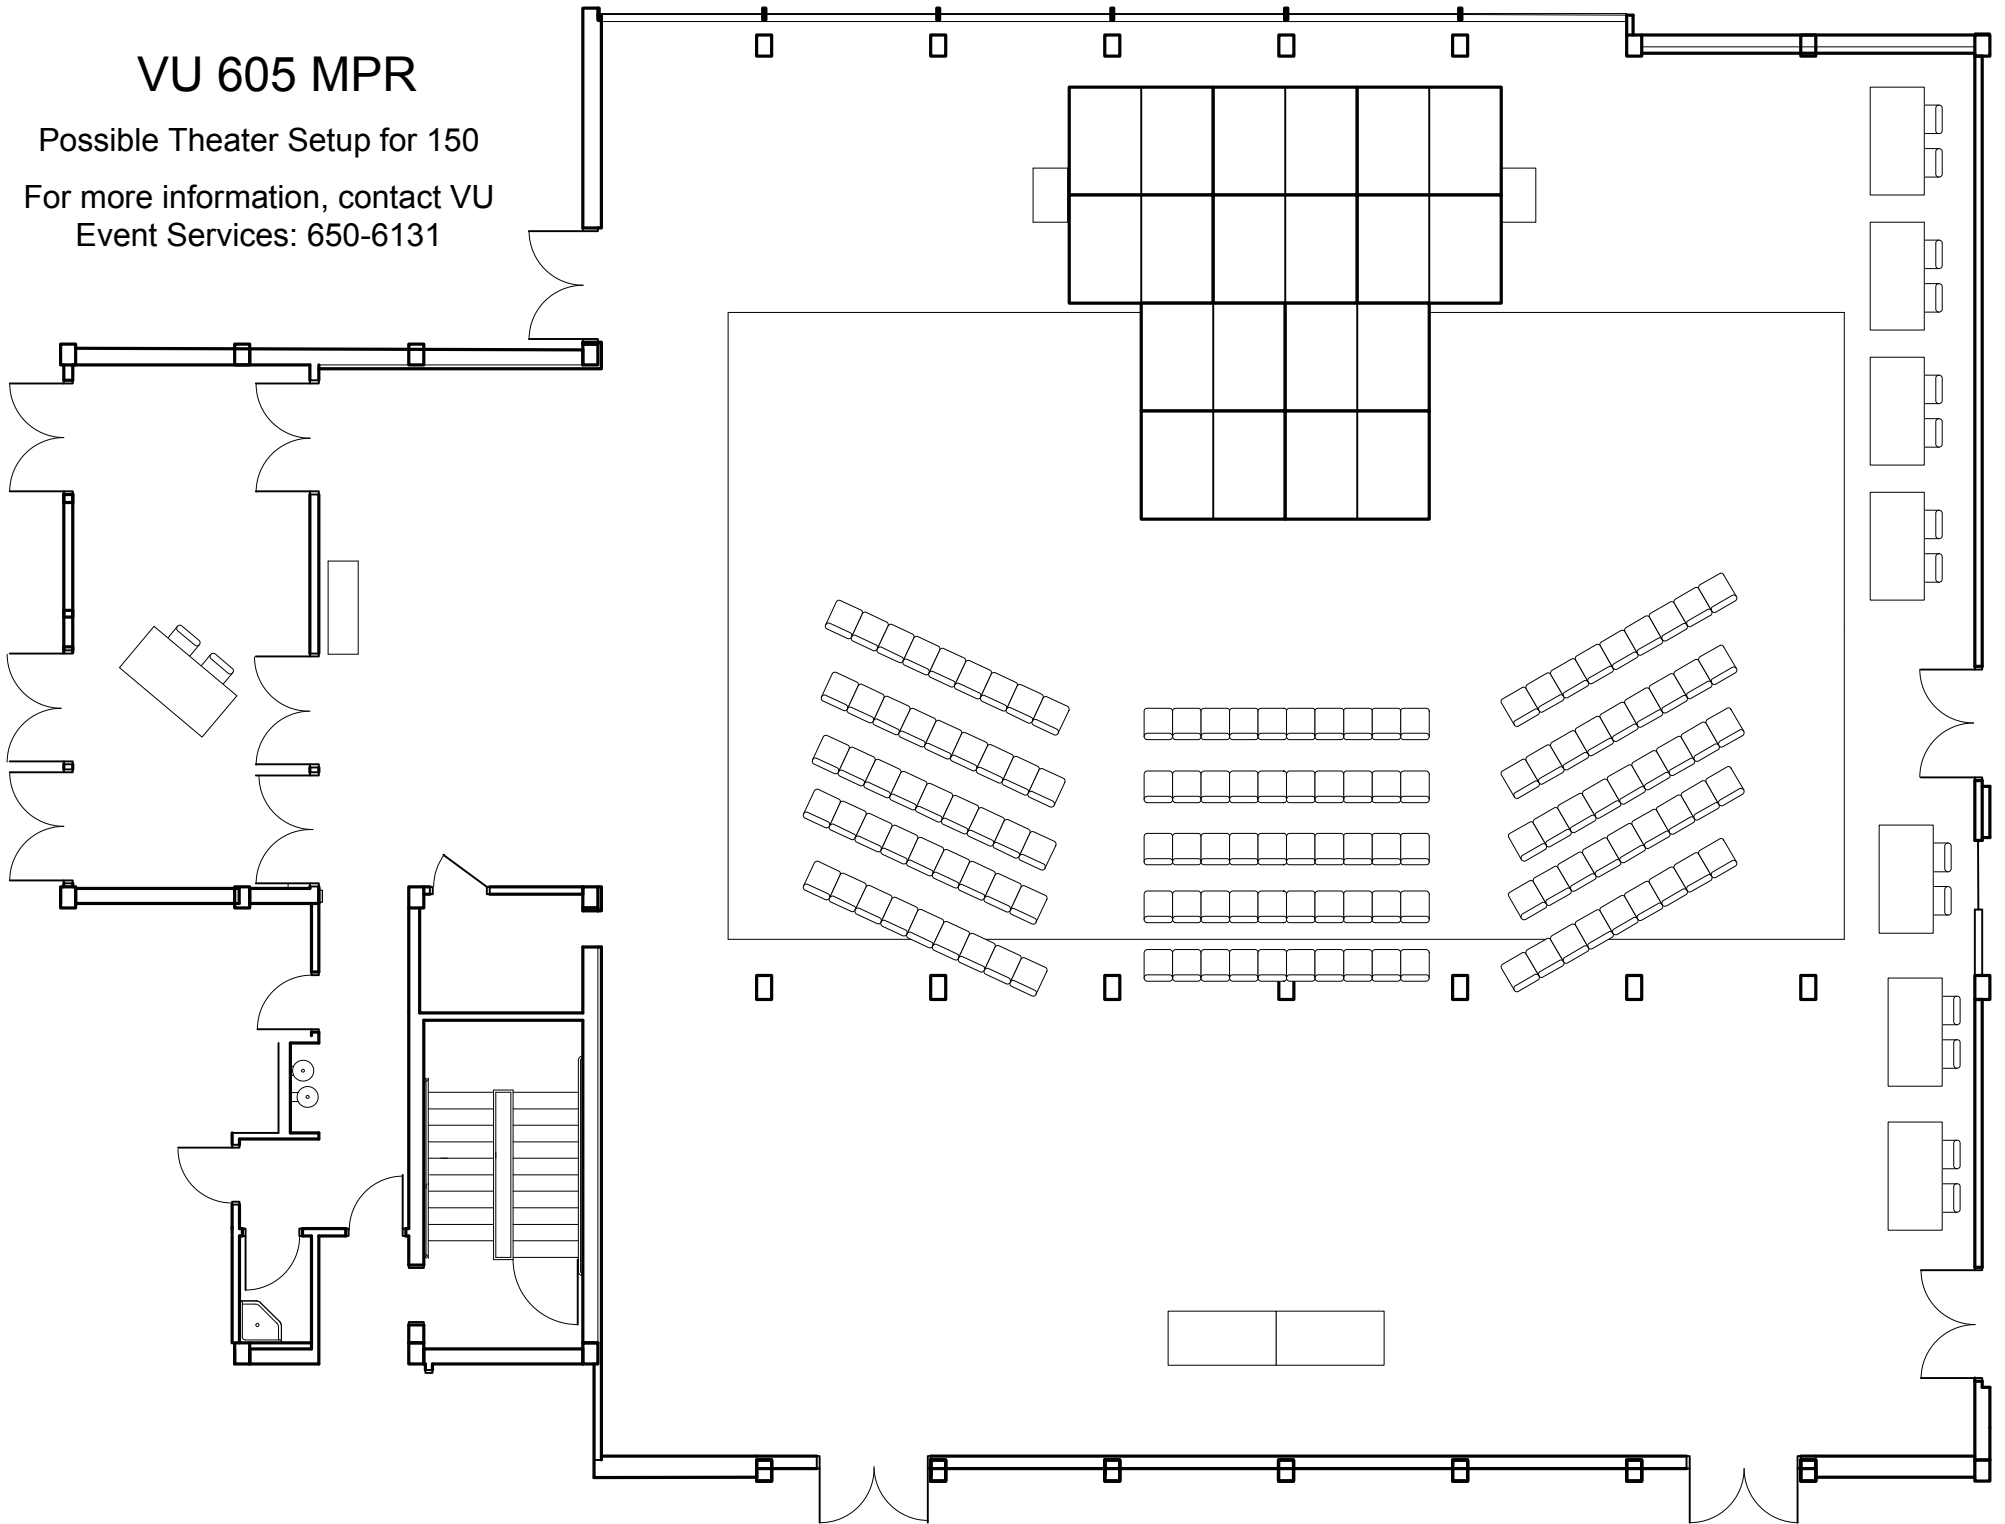 VU 605 MPR
Possible Theater Setup for 150
For more information, contact VU
Event Services: 650-6131